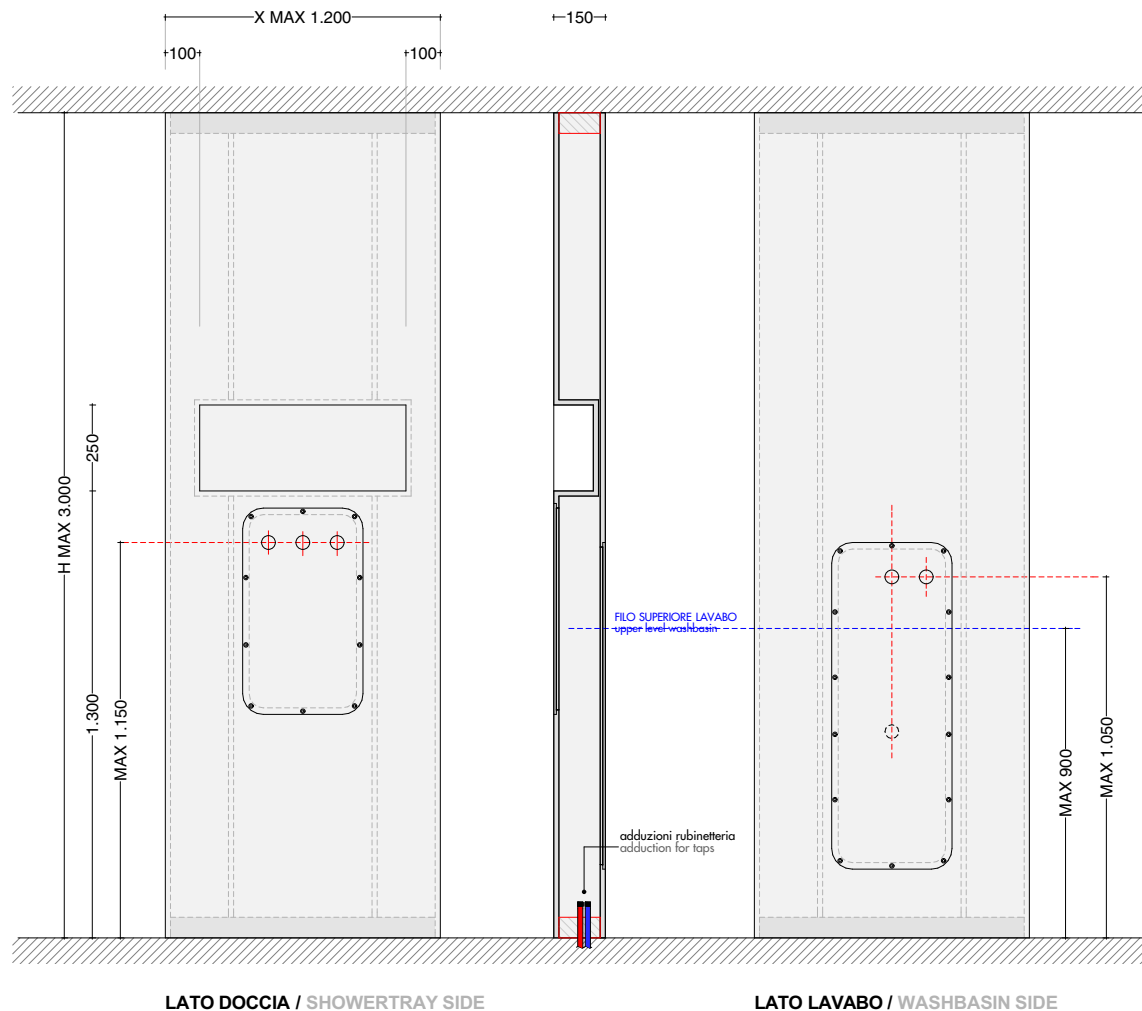 X MAX 1.200
150
100
100
H MAX 3.000
250
1.300
MAX 1.150
FILO SUPERIORE LAVABO
upper level washbasin
adduzioni rubinetteria
adduction for taps
MAX 900
MAX 1.050
LATO DOCCIA / SHOWERTRAY SIDE
LATO LAVABO / WASHBASIN SIDE